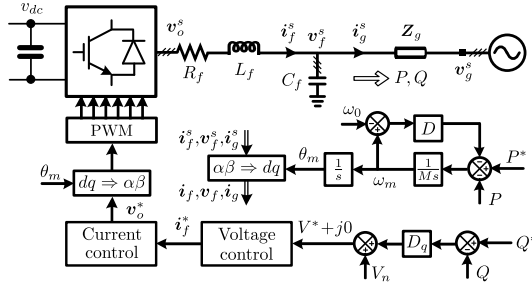 v_dc
v_o^s
i_f^s
v_f^s
i_g^s
Z_g
R_f
L_f
C_f
P, Q
v_g^s
PWM
i_f^s,v_f^s,i_g^s
ω_0
D
θ_m
αβ ⇒ dq
θ_m
1/s
ω_m
1/Ms
P*
P
dq ⇒ αβ
i_f,v_f,i_g
v_o^*
i_f^*
Current control
Voltage control
V*+j0
D_q
Q*
V_n
Q